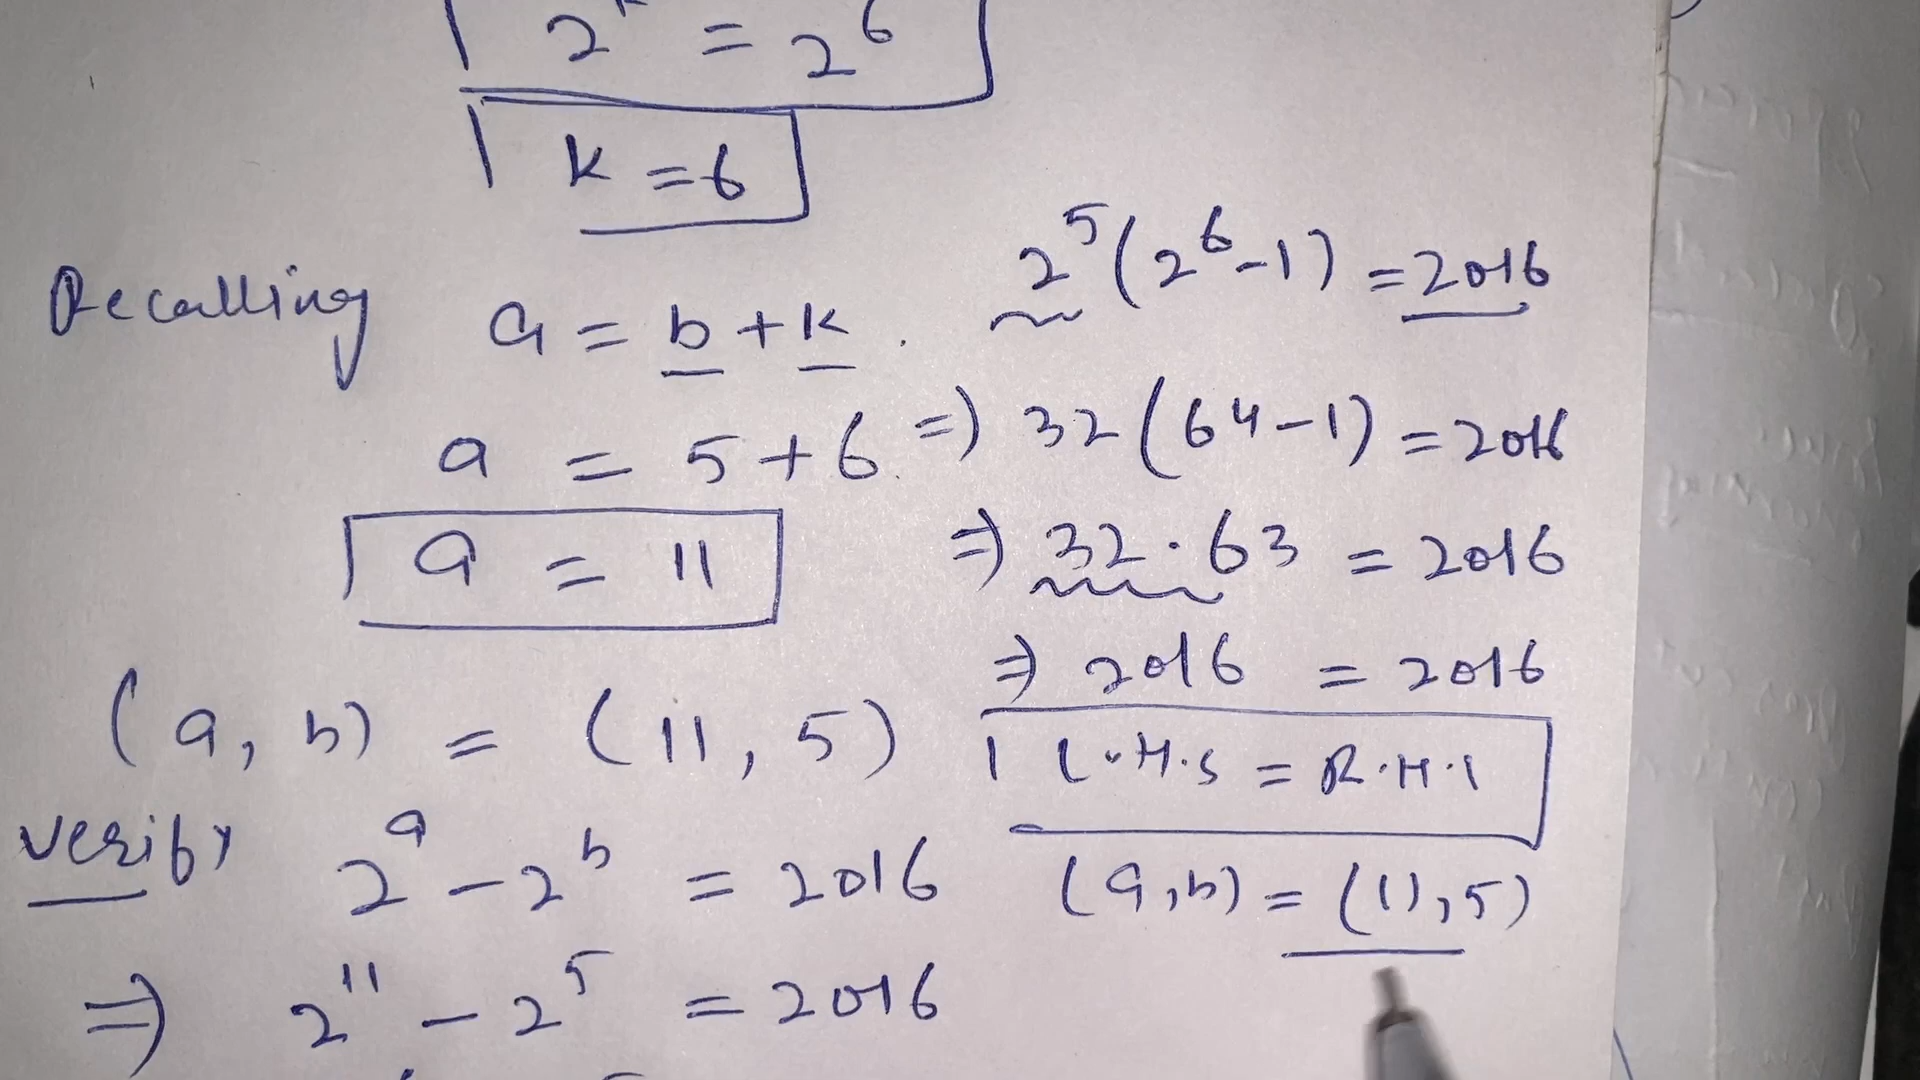 2^k = 2^6
k = 6
Recalling a = b + k .
a = 5 + 6
a = 11
(a, b) = (11, 5)
verify 2^a - 2^b = 2016
=> 2^11 - 2^5 = 2016
2^5 (2^6 - 1) = 2016
=> 32 (64 - 1) = 2016
=> 32 . 63 = 2016
=> 2016 = 2016
L.H.S = R.H.S
(a, b) = (11, 5)